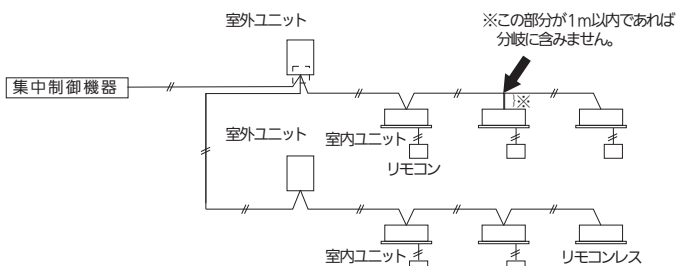 室外ユニット
※この部分が1m以内であれば
分岐に含みません。
集中制御機器
※
室外ユニット
室内ユニット
リモコン
室内ユニット
リモコンレス